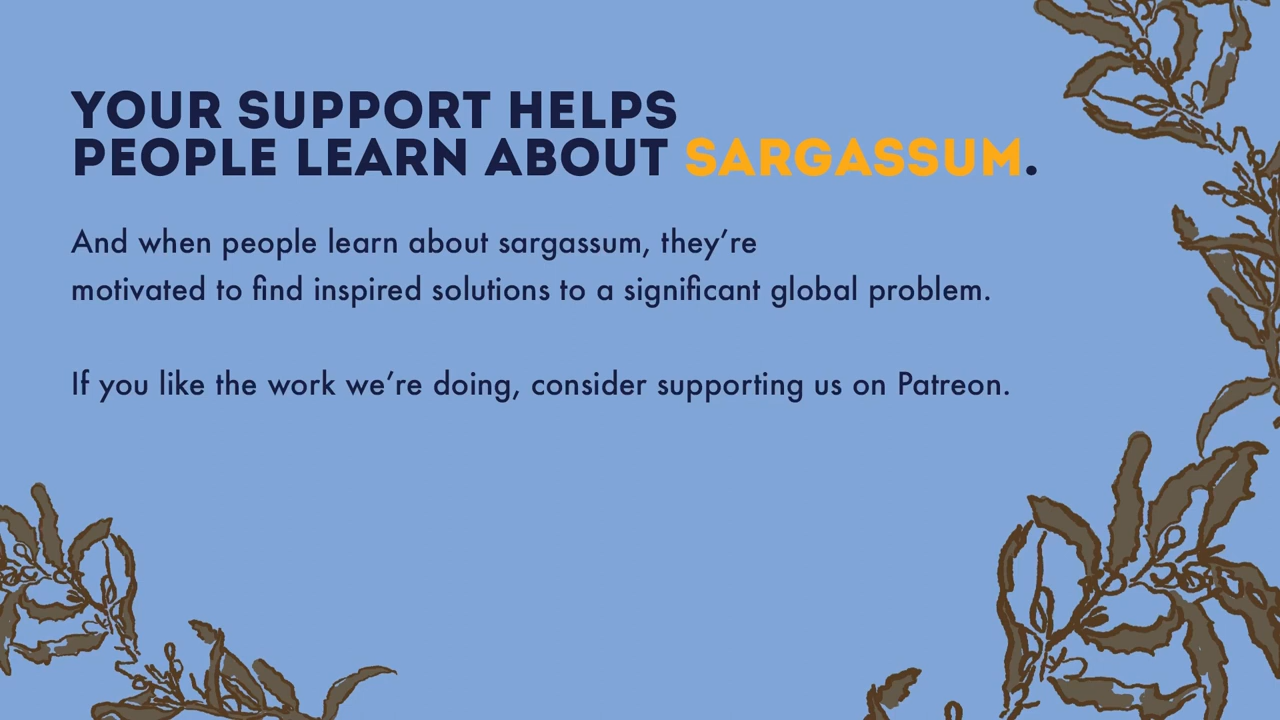 YOUR SUPPORT HELPS
PEOPLE LEARN ABOUT SARGASSUM.
And when people learn about sargassum, they’re
motivated to find inspired solutions to a significant global problem.
If you like the work we’re doing, consider supporting us on Patreon.